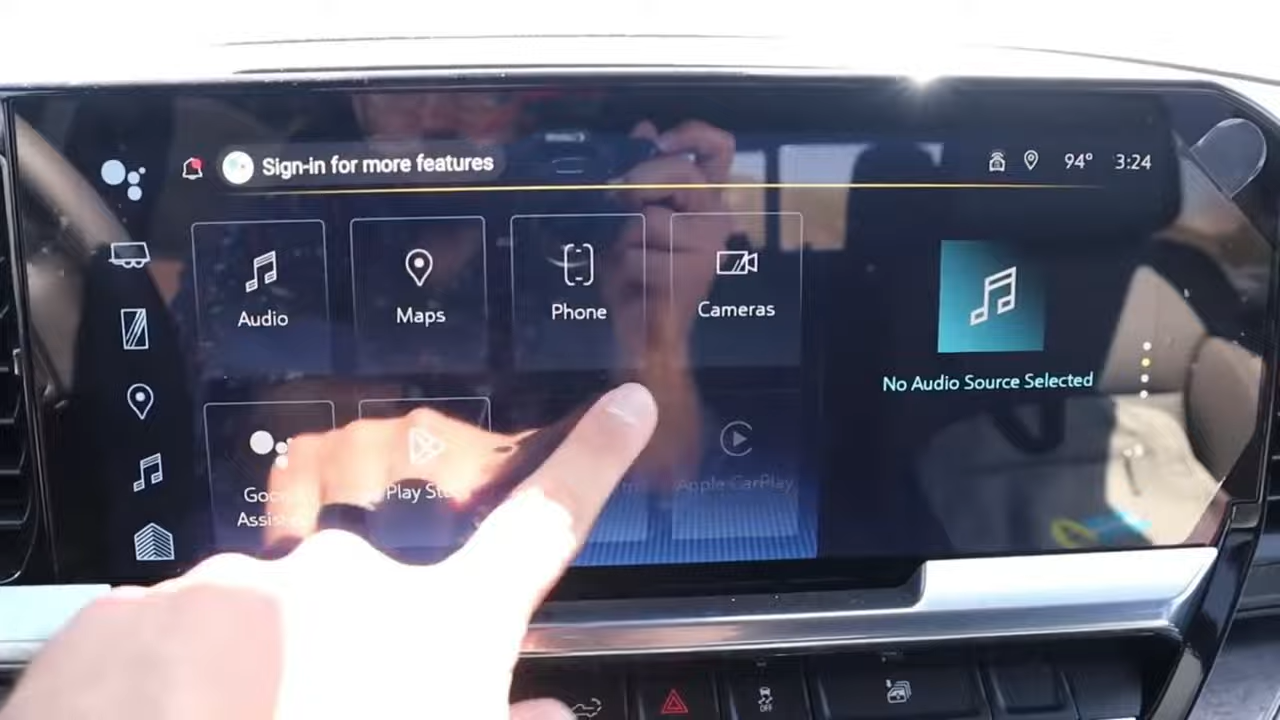 Sign-in for more features
94° 3:24
Audio
Maps
Phone
Cameras
No Audio Source Selected
Play
Apple CarPlay
OFF